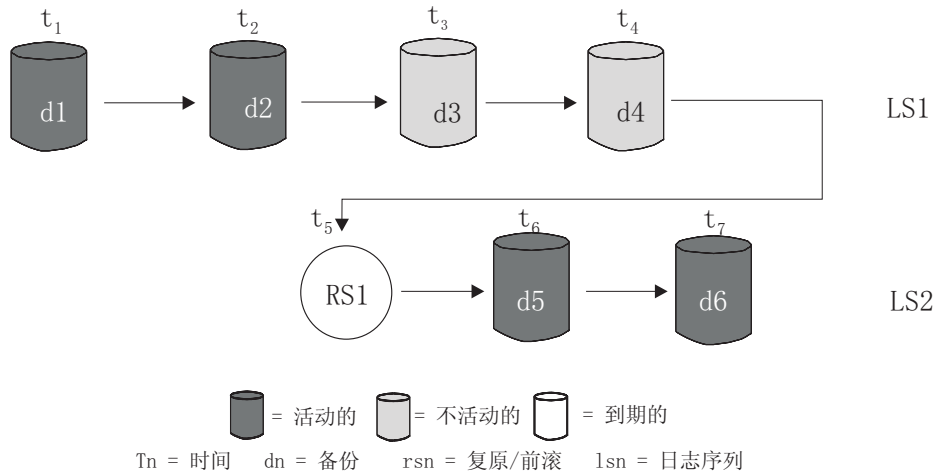 t₁ t₂ t₃ t₄
d1 d2 d3 d4 LS1
t₅ t₆ t₇
RS1 d5 d6 LS2
= 活动的 = 不活动的 = 到期的
Tn = 时间 dn = 备份 rsn = 复原/前滚 lsn = 日志序列